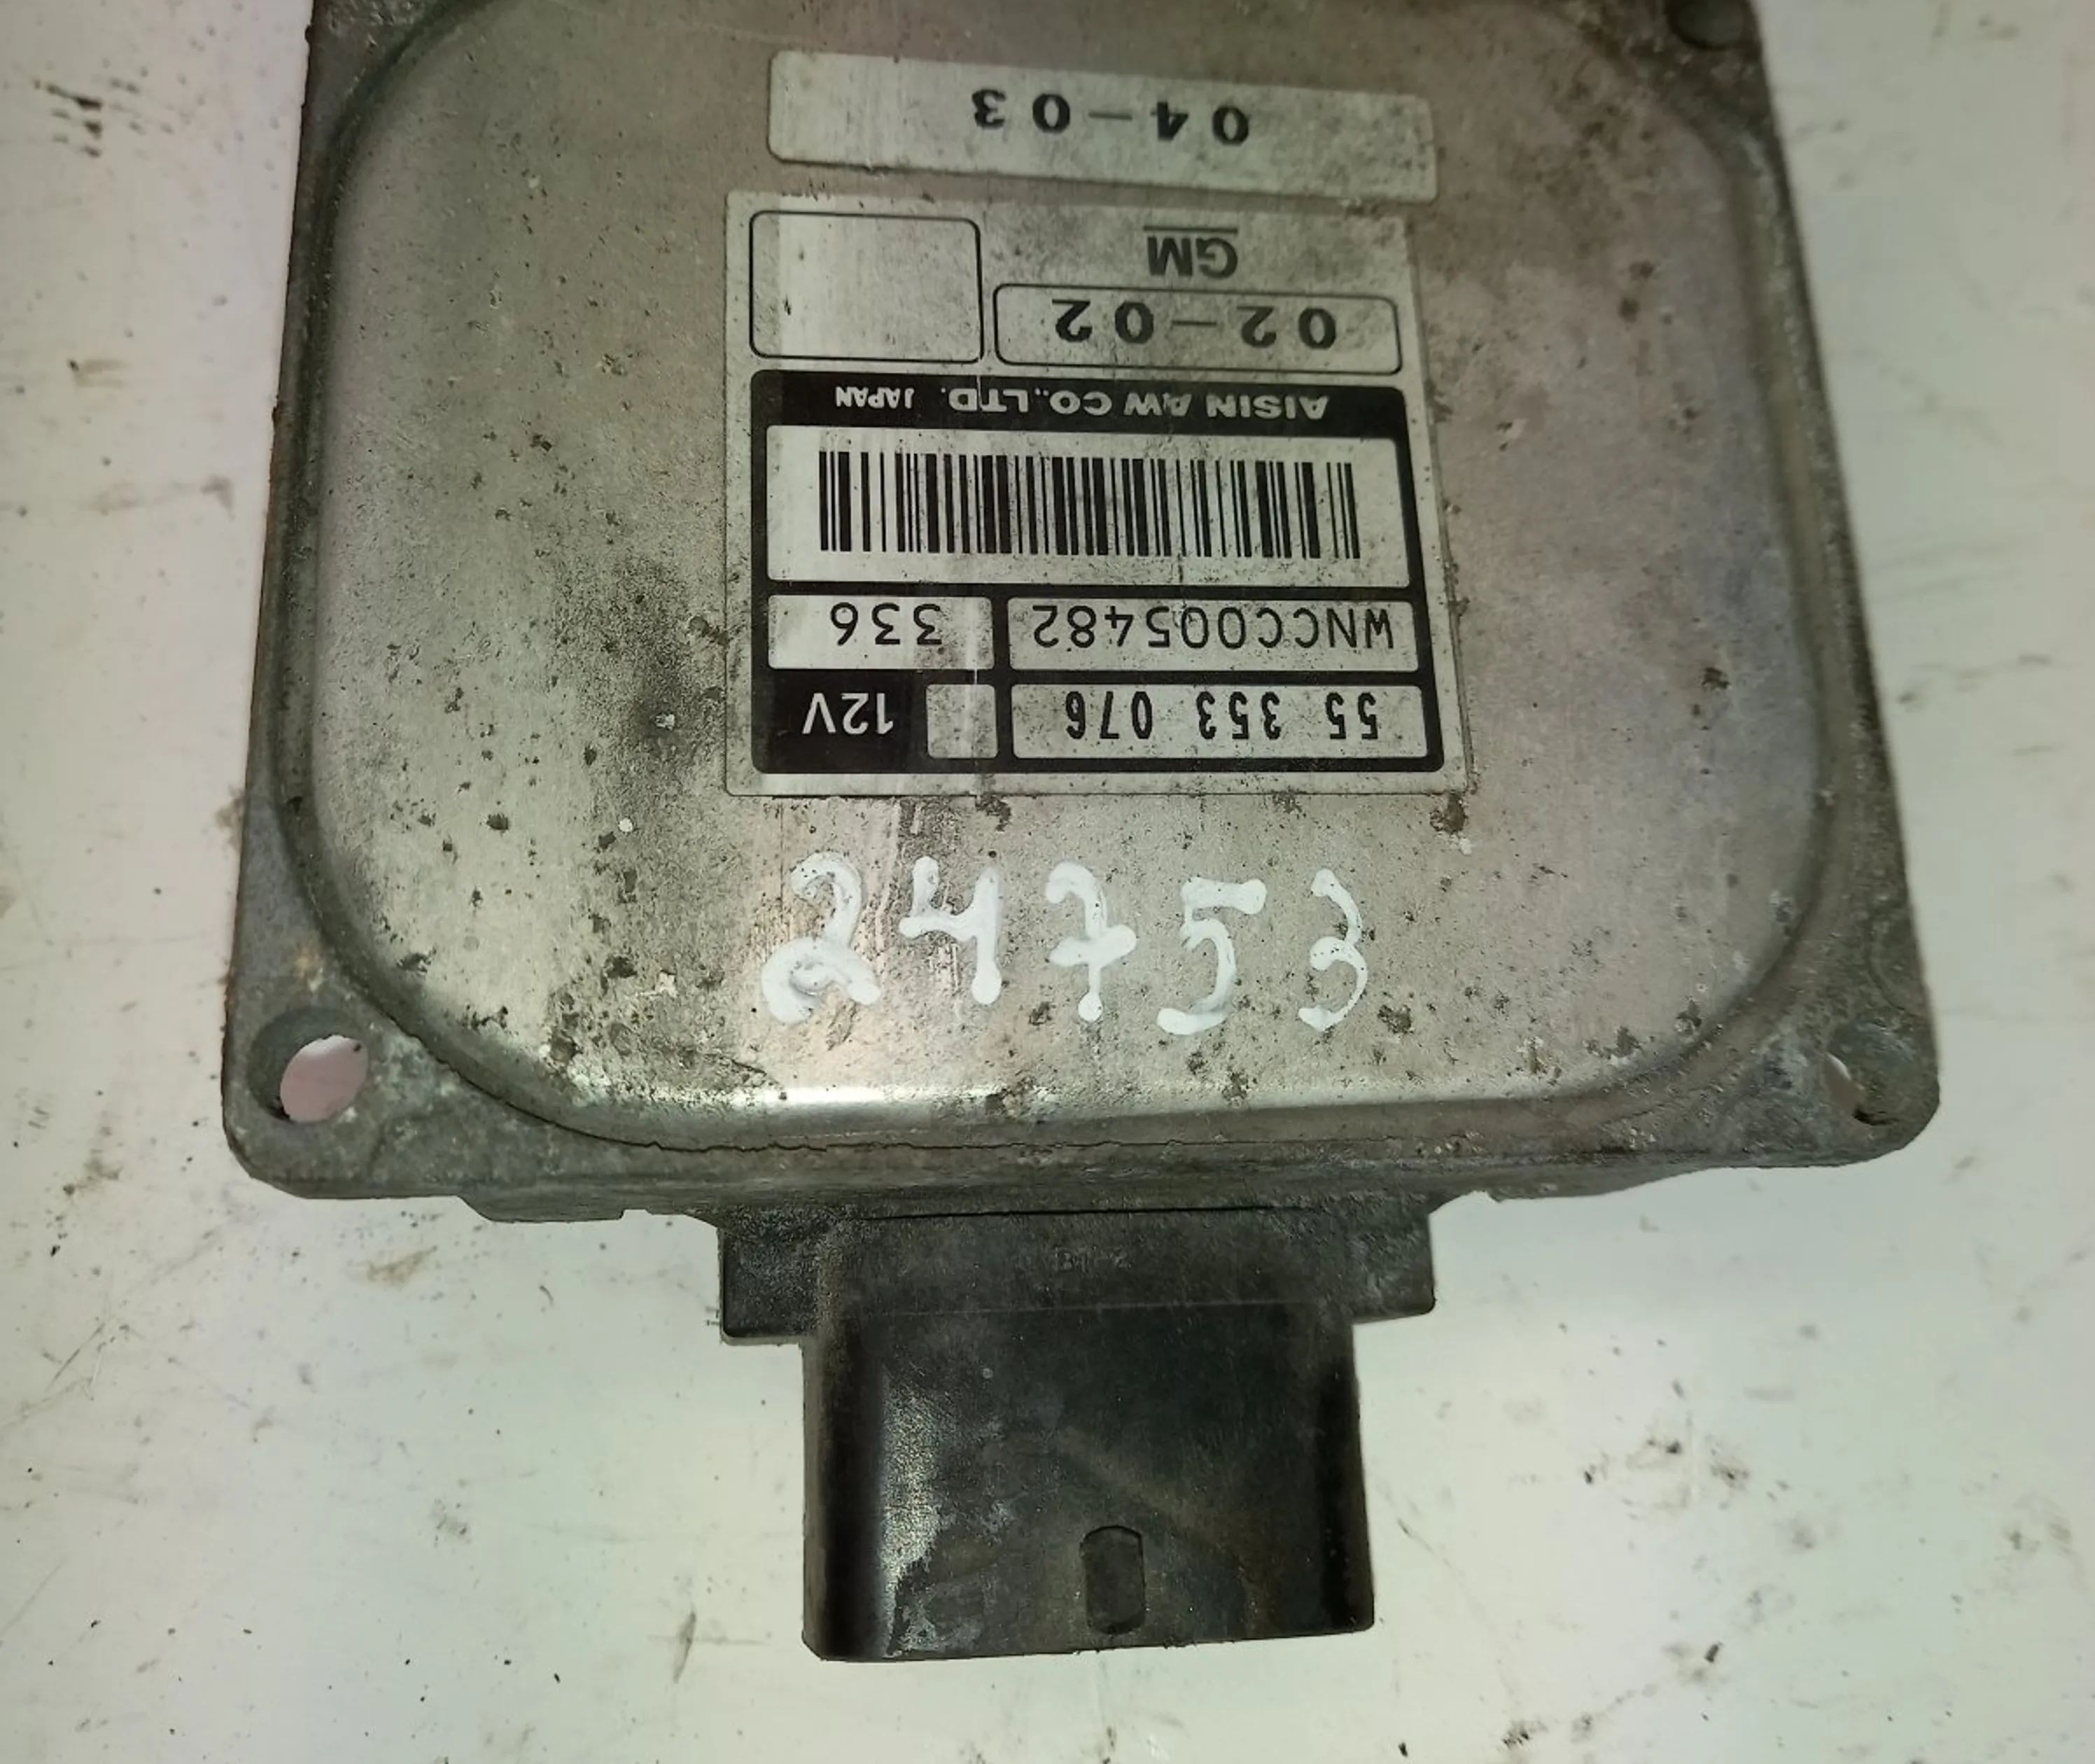 55 353 076 12V
WNCC005482 336
AISIN AW CO.,LTD. JAPAN
02-02
GM
04-03
24753